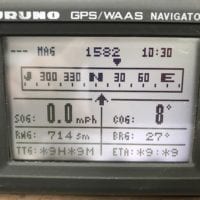 URUNO GPS/WAAS NAVIGATO
--- MAG 1582 10:30
300 330 N 30 60 E
SOG: 0.0 mph COG: 8°
RNG: 714 sm BRG: 27°
TTG:*9H*9M ETA:*9:*9